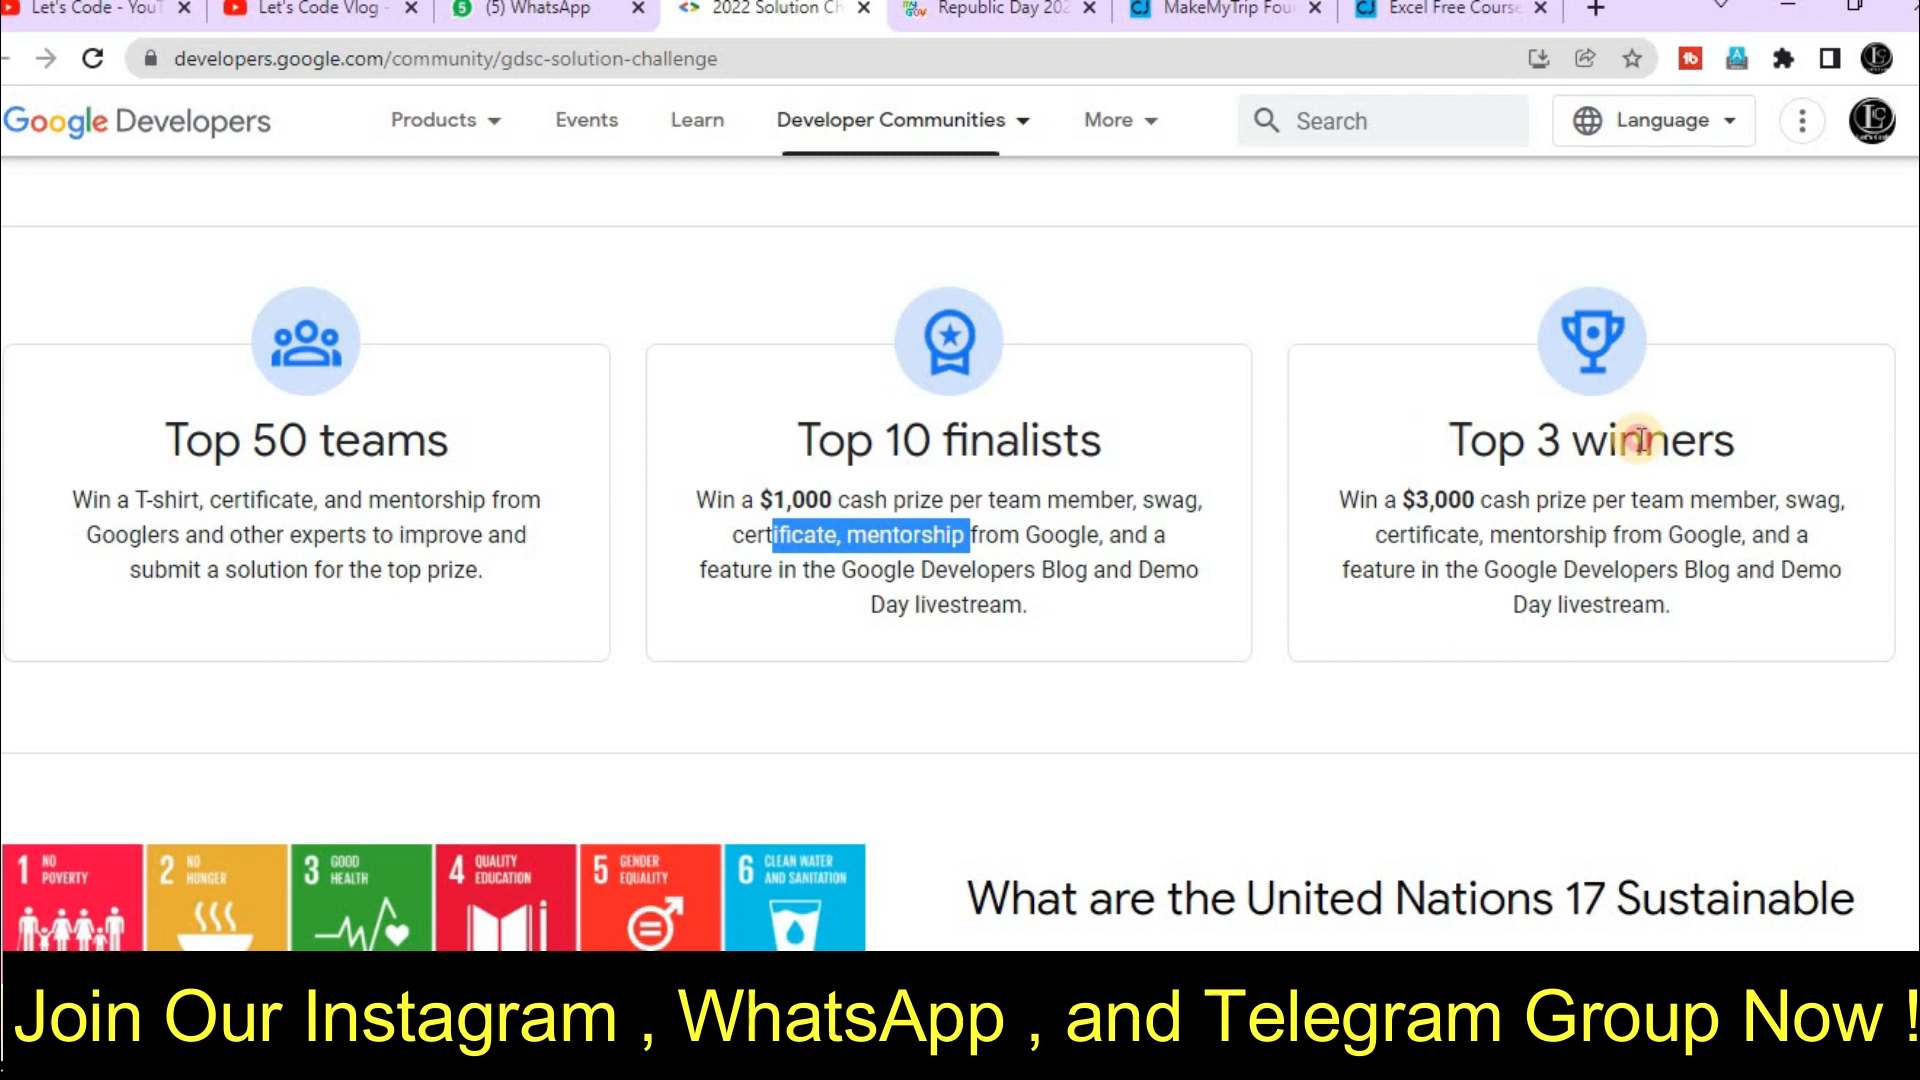 Let's Code - YouT
Let's Code Vlog -
5 (5) WhatsApp
2022 Solution Ch
my GOV Republic Day 202
CJ MakeMyTrip Fou
CJ Excel Free Course
developers.google.com/community/gdsc-solution-challenge
Google Developers
Products
Events
Learn
Developer Communities
More
Search
Language
Top 50 teams
Win a T-shirt, certificate, and mentorship from
Googlers and other experts to improve and
submit a solution for the top prize.
Top 10 finalists
Win a $1,000 cash prize per team member, swag,
certificate, mentorship from Google, and a
feature in the Google Developers Blog and Demo
Day livestream.
Top 3 winners
Win a $3,000 cash prize per team member, swag,
certificate, mentorship from Google, and a
feature in the Google Developers Blog and Demo
Day livestream.
1 NO
POVERTY
2 NO
HUNGER
3 GOOD
HEALTH
4 QUALITY
EDUCATION
5 GENDER
EQUALITY
6 CLEAN WATER
AND SANITATION
What are the United Nations 17 Sustainable
Join Our Instagram , WhatsApp , and Telegram Group Now !